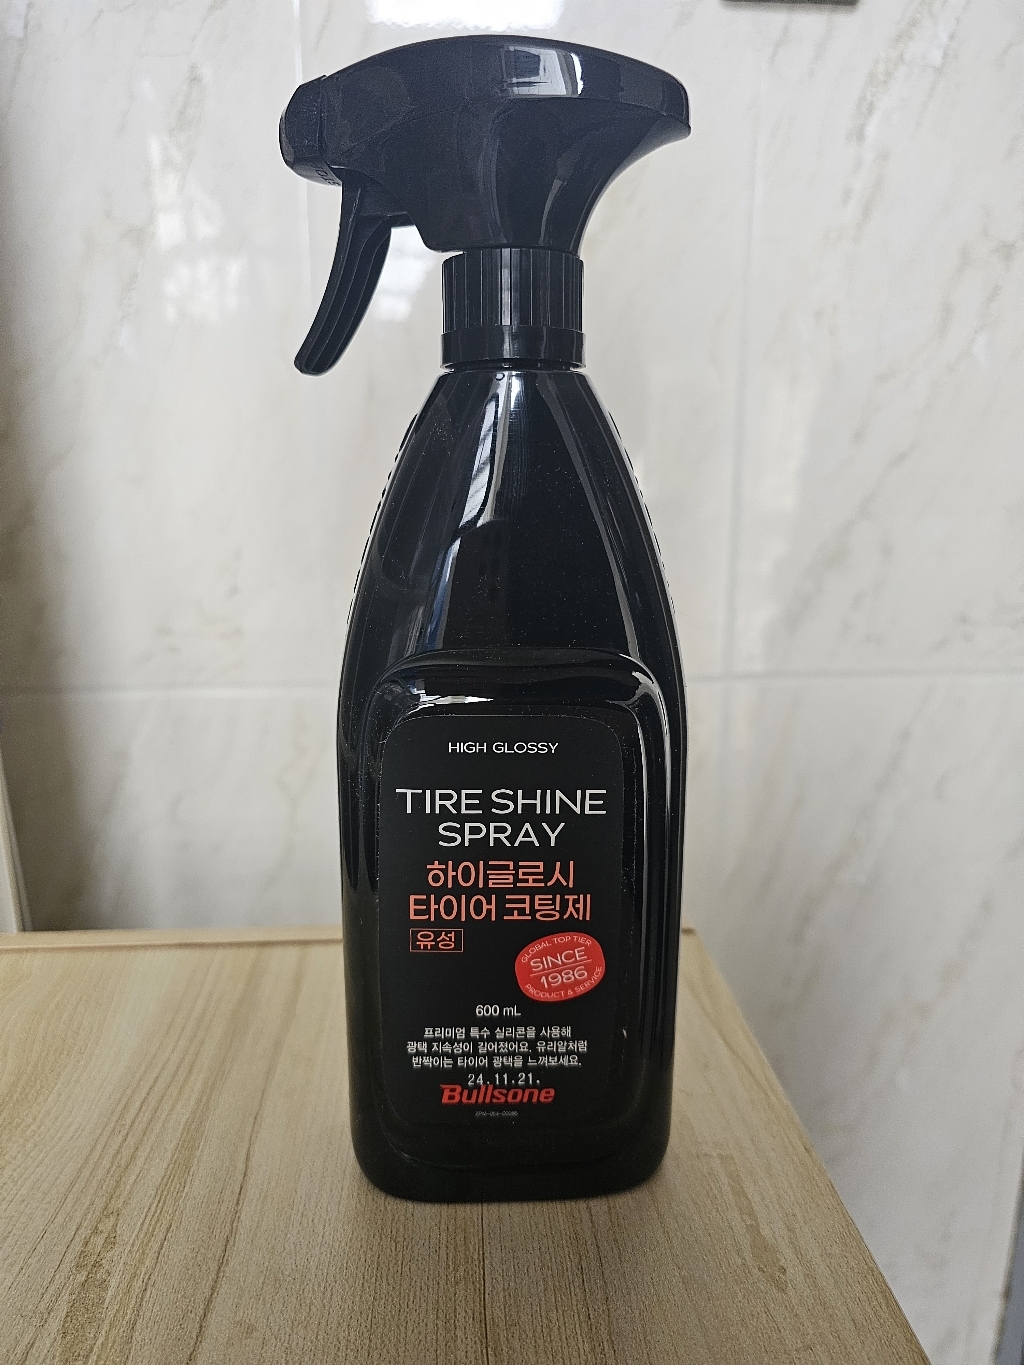 HIGH GLOSSY
TIRE SHINE
SPRAY
하이글로시
타이어 코팅제
유성
GLOBAL TOP TIER
SINCE
1986
PRODUCT & SERVICE
600 mL
프리미엄 특수 실리콘을 사용해
광택 지속성이 길어졌어요. 유리알처럼
반짝이는 타이어 광택을 느껴보세요.
24.11.21.
Bullsone